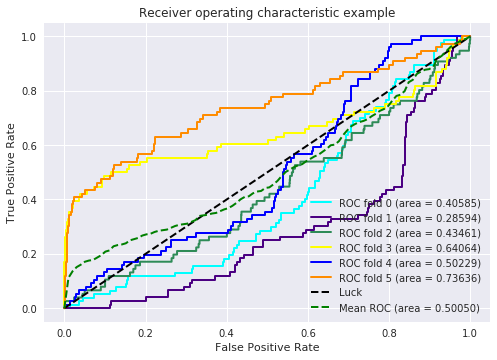 Receiver operating characteristic example
True Positive Rate
1.0
0.8
0.6
0.4
0.2
0.0
ROC fold 0 (area = 0.40585)
ROC fold 1 (area = 0.28594)
ROC fold 2 (area = 0.43461)
ROC fold 3 (area = 0.64064)
ROC fold 4 (area = 0.50229)
ROC fold 5 (area = 0.73636)
Luck
Mean ROC (area = 0.50050)
0.0 0.2 0.4 0.6 0.8 1.0
False Positive Rate